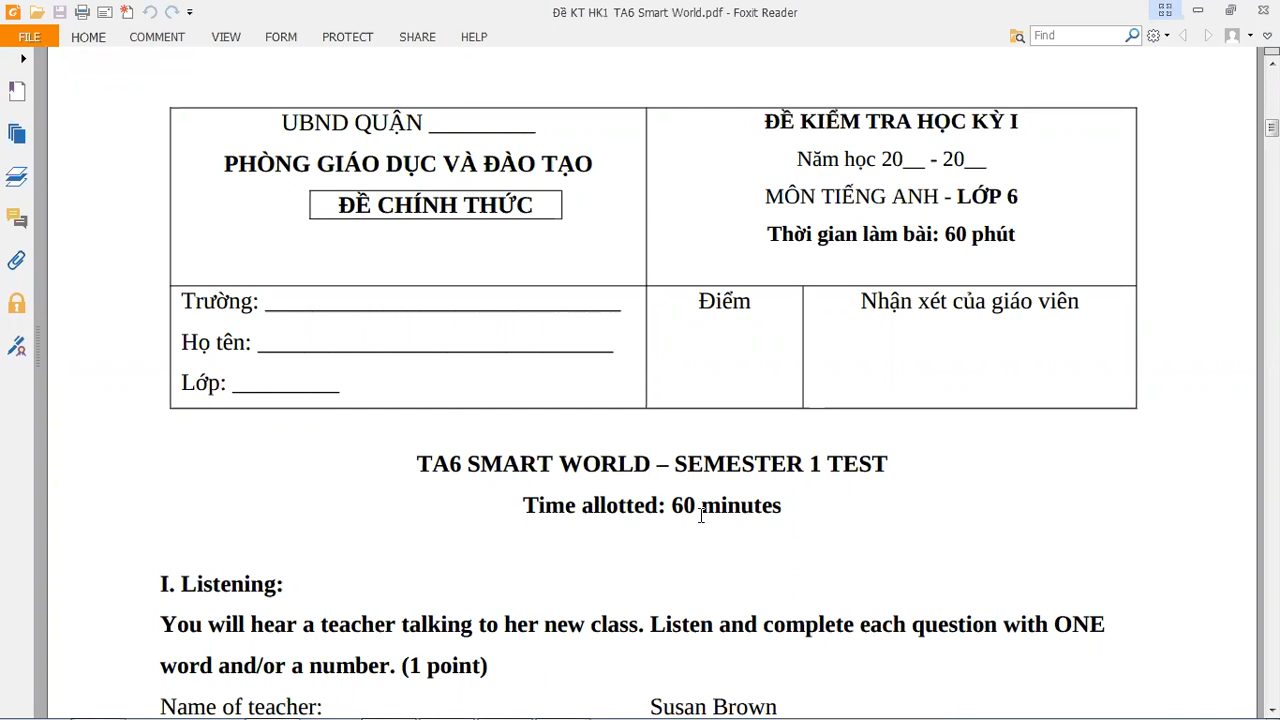 Đề KT HK1 TA6 Smart World.pdf - Foxit Reader
FILE HOME COMMENT VIEW FORM PROTECT SHARE HELP
Find
UBND QUẬN _________
PHÒNG GIÁO DỤC VÀ ĐÀO TẠO
ĐỀ CHÍNH THỨC
ĐỀ KIỂM TRA HỌC KỲ I
Năm học 20__ - 20__
MÔN TIẾNG ANH - LỚP 6
Thời gian làm bài: 60 phút
Trường: ______________________________
Họ tên: ______________________________
Lớp: _________
Điểm
Nhận xét của giáo viên
TA6 SMART WORLD – SEMESTER 1 TEST
Time allotted: 60 minutes
I. Listening:
You will hear a teacher talking to her new class. Listen and complete each question with ONE
word and/or a number. (1 point)
Name of teacher: Susan Brown